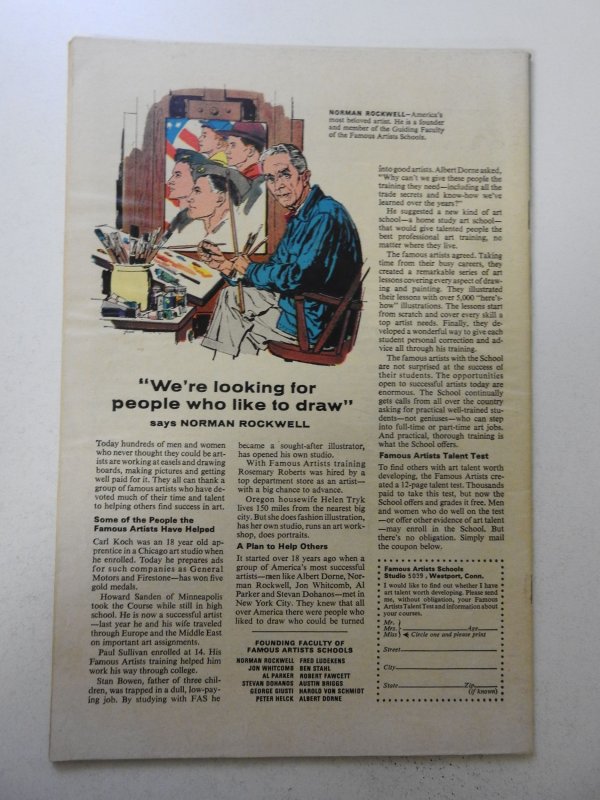 NORMAN ROCKWELL—America's
most beloved artist. He is a founder
and member of the Guiding Faculty
of the Famous Artists Schools.
"We're looking for
people who like to draw"
says NORMAN ROCKWELL
Today hundreds of men and women
who never thought they could be art-
ists are working at easels and drawing
boards, making pictures and getting
well paid for it. They all can thank a
group of famous artists who have de-
voted much of their time and talent
to helping others find success in art.
Some of the People the
Famous Artists Have Helped
Carl Koch was an 18 year old ap-
prentice in a Chicago art studio when
he enrolled. Today he prepares ads
for such companies as General
Motors and Firestone—has won five
gold medals.
Howard Sanden of Minneapolis
took the Course while still in high
school. He is now a successful artist
—last year he and his wife traveled
through Europe and the Middle East
on important art assignments.
Paul Sullivan enrolled at 14. His
Famous Artists training helped him
work his way through college.
Stan Bowen, father of three chil-
dren, was trapped in a dull, low-pay-
ing job. By studying with FAS he
became a sought-after illustrator,
has opened his own studio.
With Famous Artists training
Rosemary Roberts was hired by a
top department store as an artist—
with a big chance to advance.
Oregon housewife Helen Tryk
lives 150 miles from the nearest big
city. But she does fashion illustration,
has her own studio, runs an art work-
shop, does portraits.
A Plan to Help Others
It started over 18 years ago when a
group of America's most successful
artists—men like Albert Dorne, Nor-
man Rockwell, Jon Whitcomb, Al
Parker and Stevan Dohanos—met in
New York City. They knew that all
over America there were people who
liked to draw who could be turned
FOUNDING FACULTY OF
FAMOUS ARTISTS SCHOOLS
NORMAN ROCKWELL FRED LUDEKENS
JON WHITCOMB BEN STAHL
AL PARKER ROBERT FAWCETT
STEVAN DOHANOS AUSTIN BRIGGS
GEORGE GIUSTI HAROLD VON SCHMIDT
PETER HELCK ALBERT DORNE
into good artists. Albert Dorne asked,
"Why can't we give these people the
training they need—including all the
trade secrets and know-how we've
learned over the years?"
He suggested a new kind of art
school—a home study art school—
that would give talented people the
best professional art training, no
matter where they live.
The famous artists agreed. Taking
time from their busy careers, they
created a remarkable series of art
lessons covering every aspect of draw-
ing and painting. They illustrated
their lessons with over 5,000 "here's-
how" illustrations. The lessons start
from scratch and cover every skill a
top artist needs. Finally, they de-
veloped a wonderful way to give each
student personal correction and ad-
vice all through his training.
The famous artists with the School
are not surprised at the success of
their students. The opportunities
open to successful artists today are
enormous. The School continually
gets calls from all over the country
asking for practical well-trained stu-
dents—not geniuses—who can step
into full-time or part-time art jobs.
And practical, thorough training is
what the School offers.
Famous Artists Talent Test
To find others with art talent worth
developing, the Famous Artists cre-
ated a 12-page talent test. Thousands
paid to take this test, but now the
School offers and grades it free. Men
and women who do well on the test
—or offer other evidence of art talent
—may enroll in the School. But
there's no obligation. Simply mail
the coupon below.
Famous Artists Schools
Studio 5039, Westport, Conn.
I would like to find out whether I have
art talent worth developing. Please send
me, without obligation, your Famous
Artists Talent Test and information about
your courses.
Mr.
Mrs. Age
Miss Circle one and please print
Street
City
State Zip
(if known)